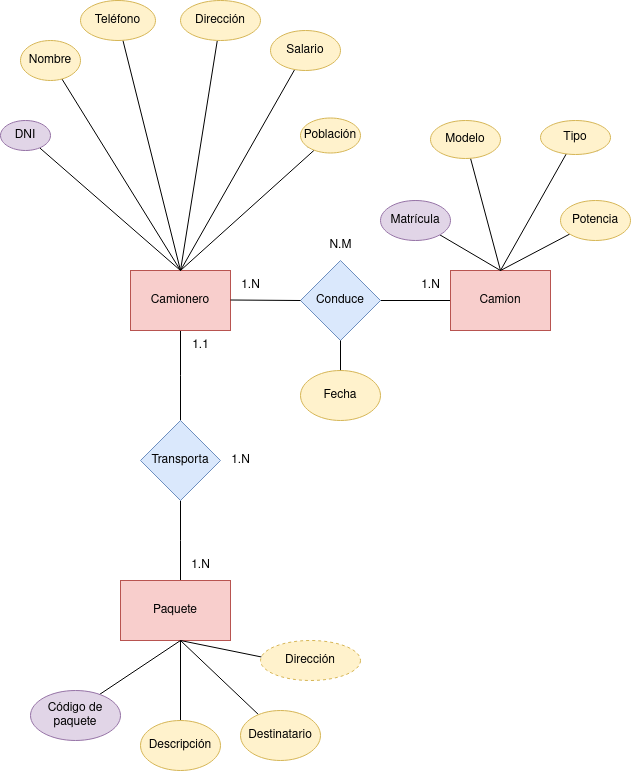 Teléfono
Dirección
Nombre
Salario
DNI
Población
Modelo
Tipo
Matrícula
Potencia
N.M
1.N
1.N
Camionero
Conduce
Camion
1.1
Fecha
Transporta
1.N
1.N
Paquete
Dirección
Código de
paquete
Descripción
Destinatario